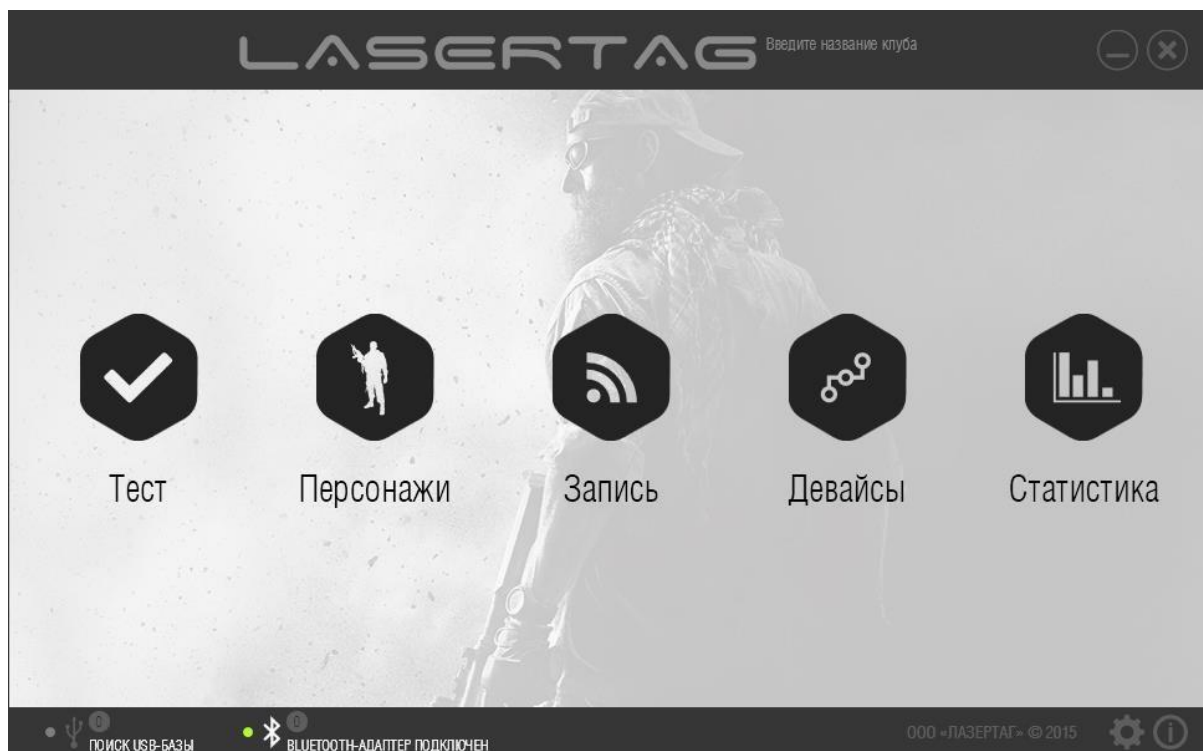 LASERTAG
Введите название клуба
Тест
Персонажи
Запись
Девайсы
Статистика
0
ПОИСК USB-БАЗЫ
0
BLUETOOTH-АДАПТЕР ПОДКЛЮЧЕН
ООО «ЛАЗЕРТАГ» © 2015